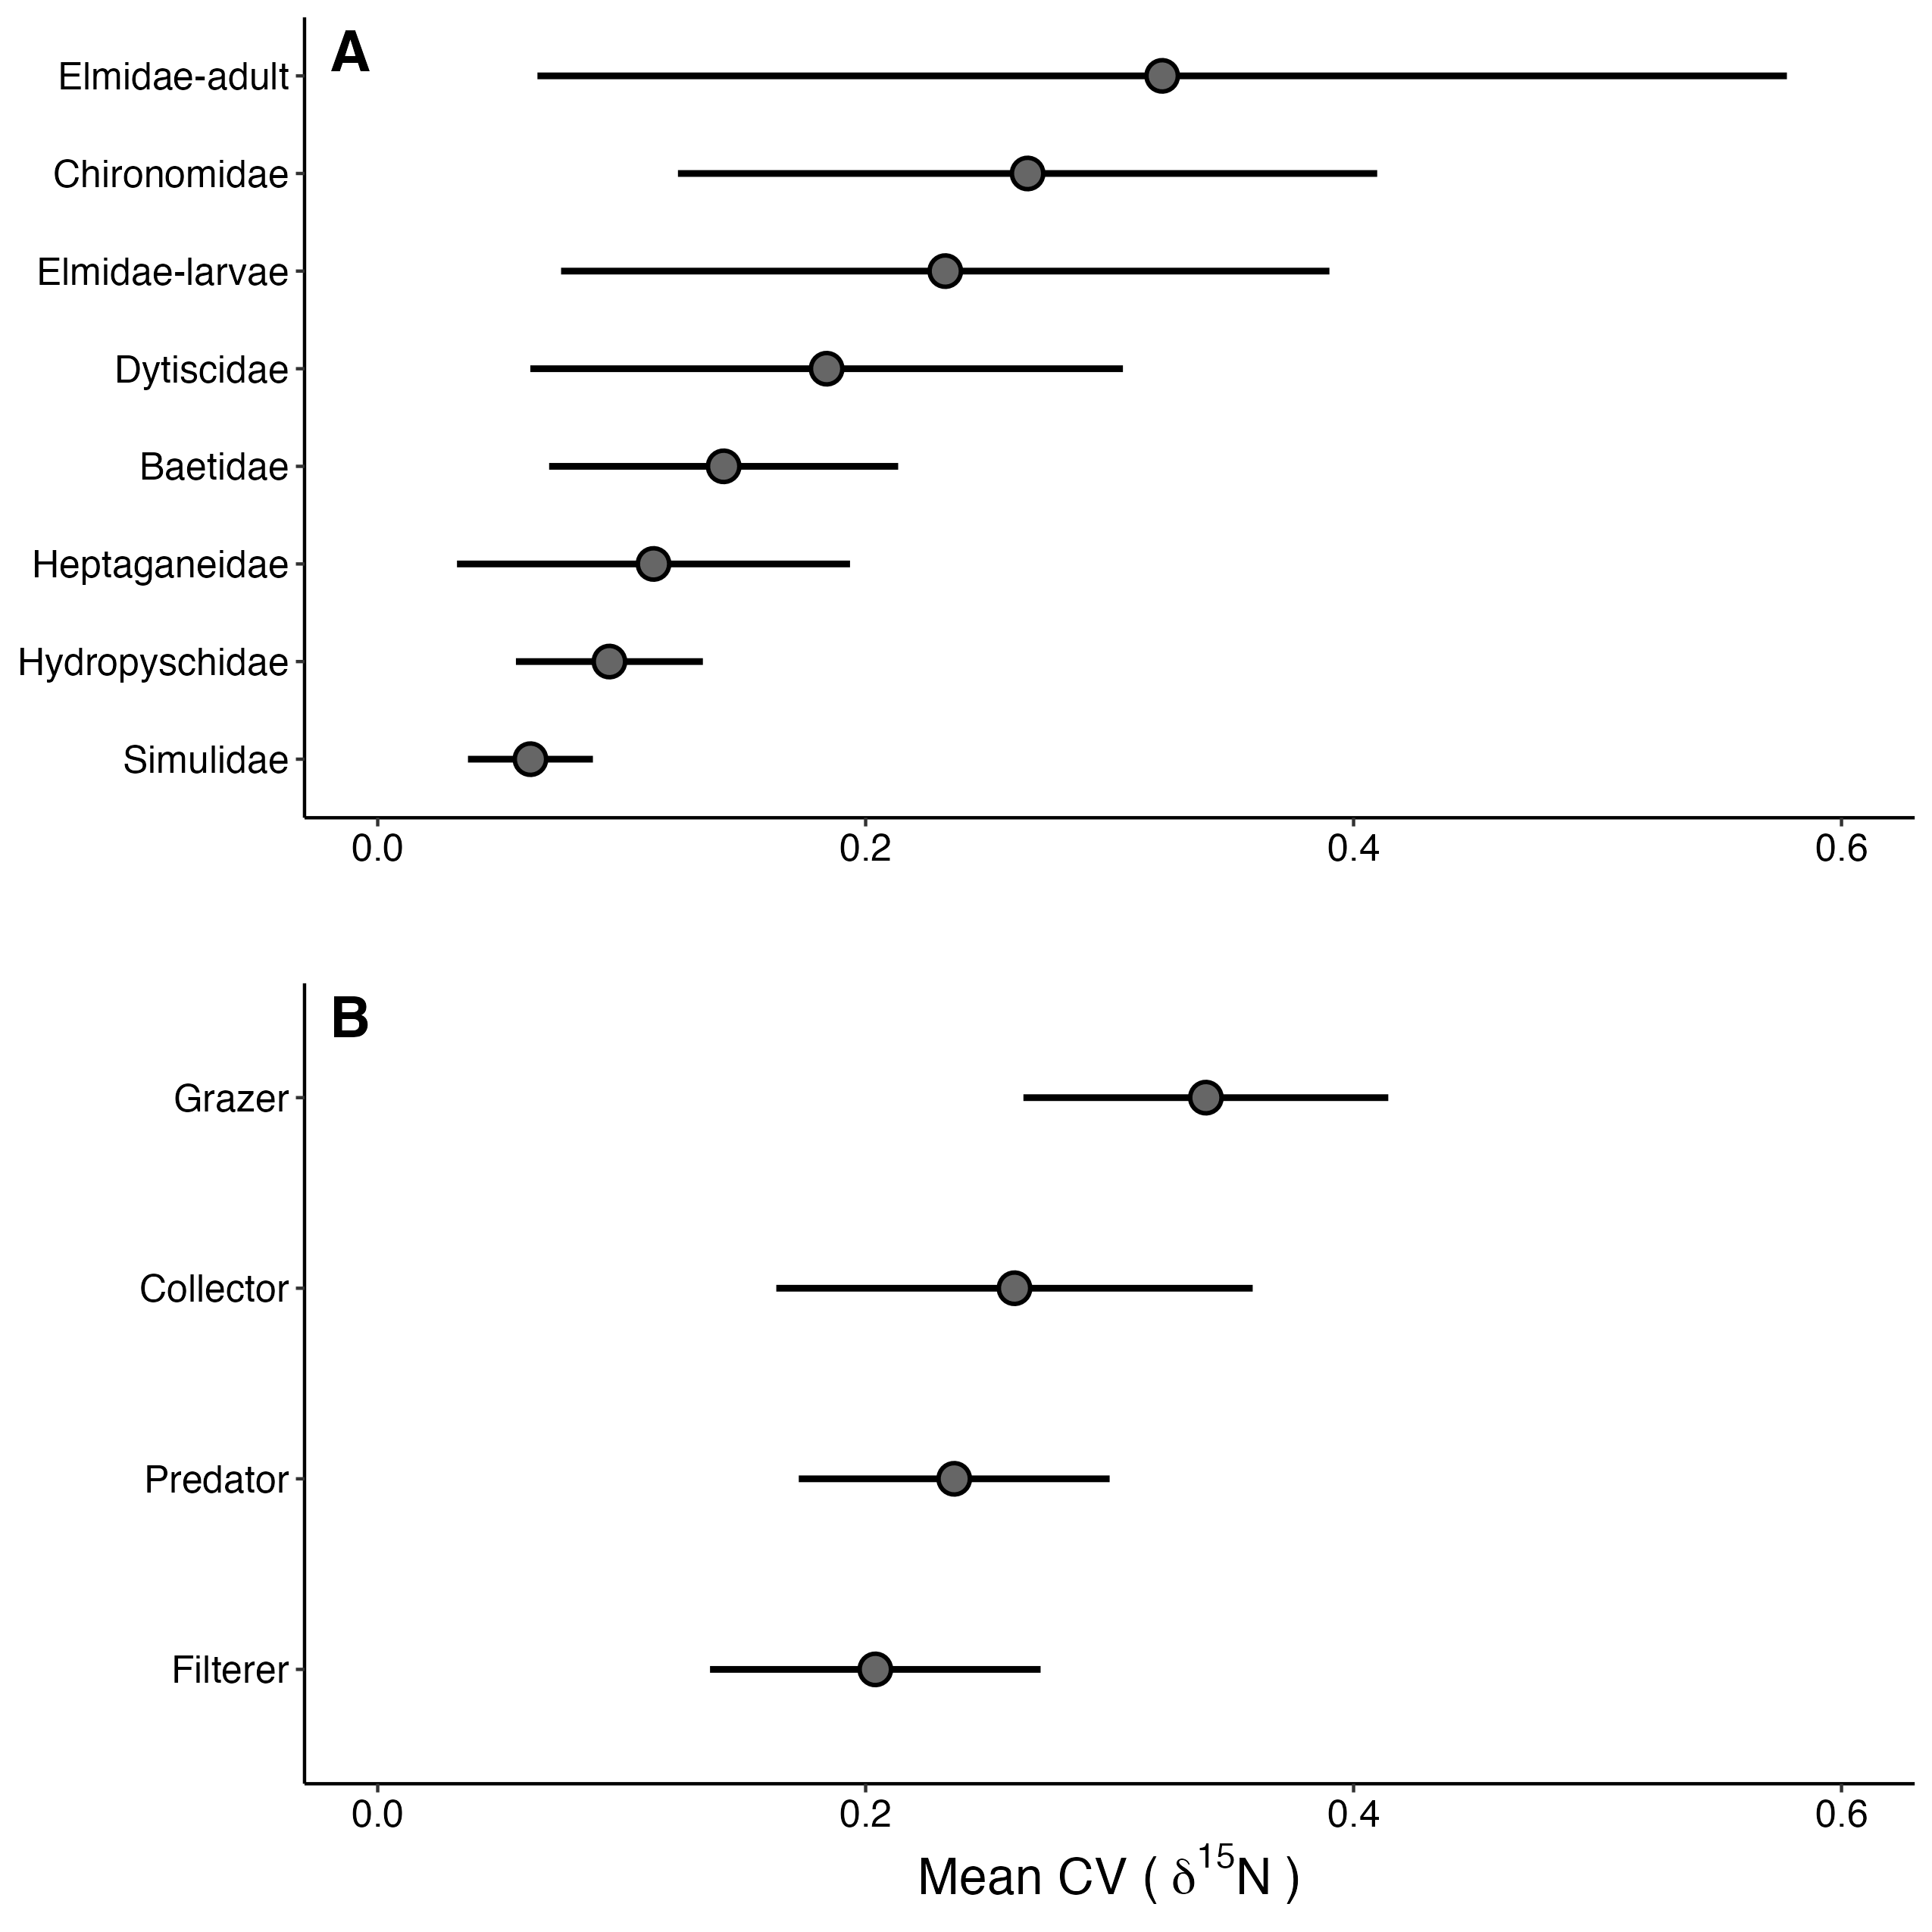 A
Elmidae-adult
Chironomidae
Elmidae-larvae
Dytiscidae
Baetidae
Heptaganeidae
Hydropyschidae
Simulidae
0.0 0.2 0.4 0.6
B
Grazer
Collector
Predator
Filterer
0.0 0.2 0.4 0.6
Mean CV ( δ¹⁵N )